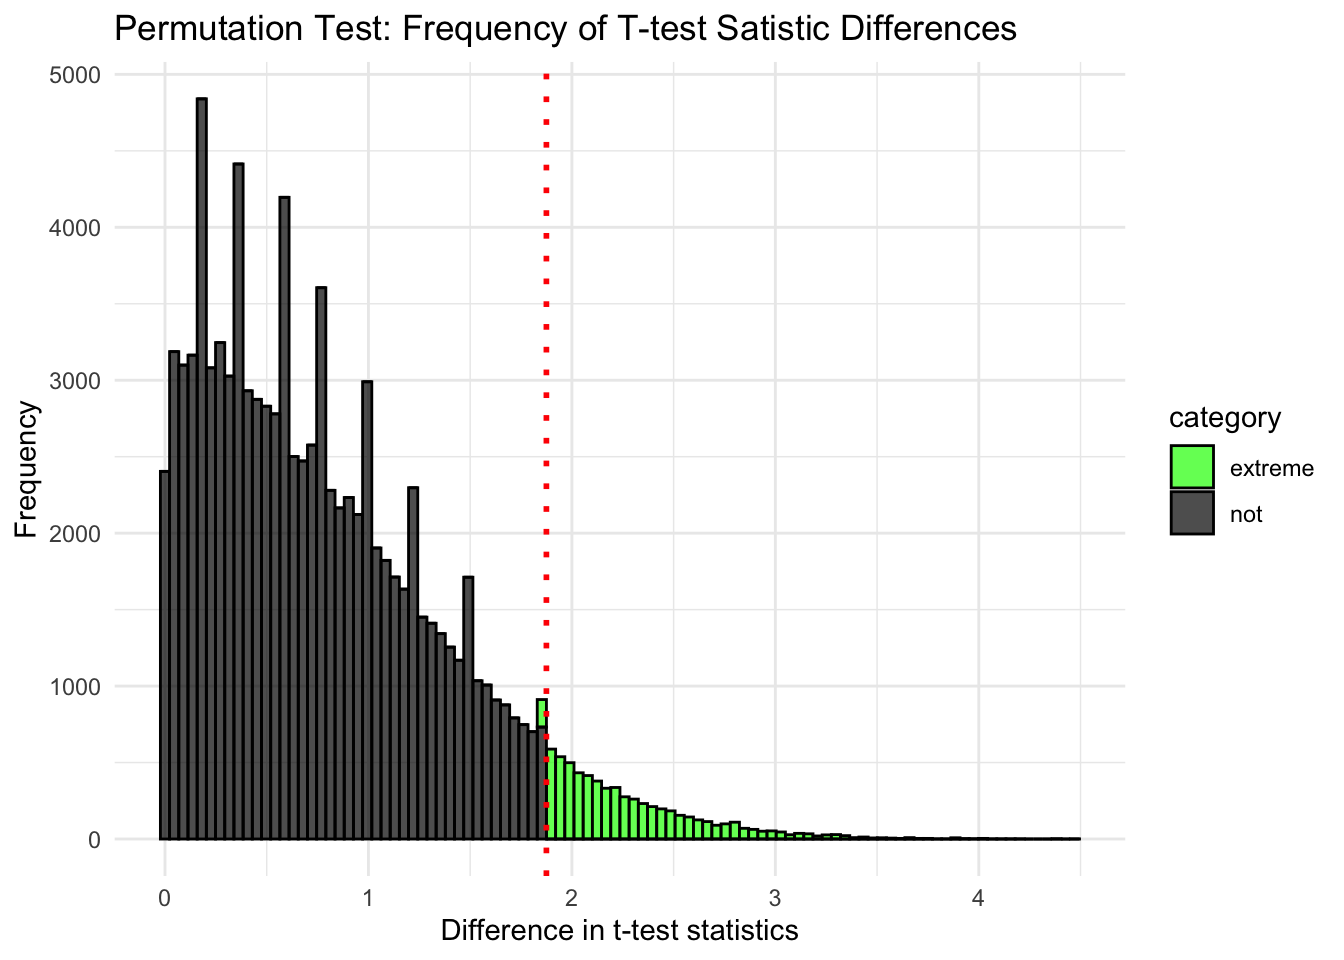 Permutation Test: Frequency of T-test Satistic Differences
5000
4000
3000
2000
1000
0
Frequency
0 1 2 3 4
Difference in t-test statistics
category
extreme
not